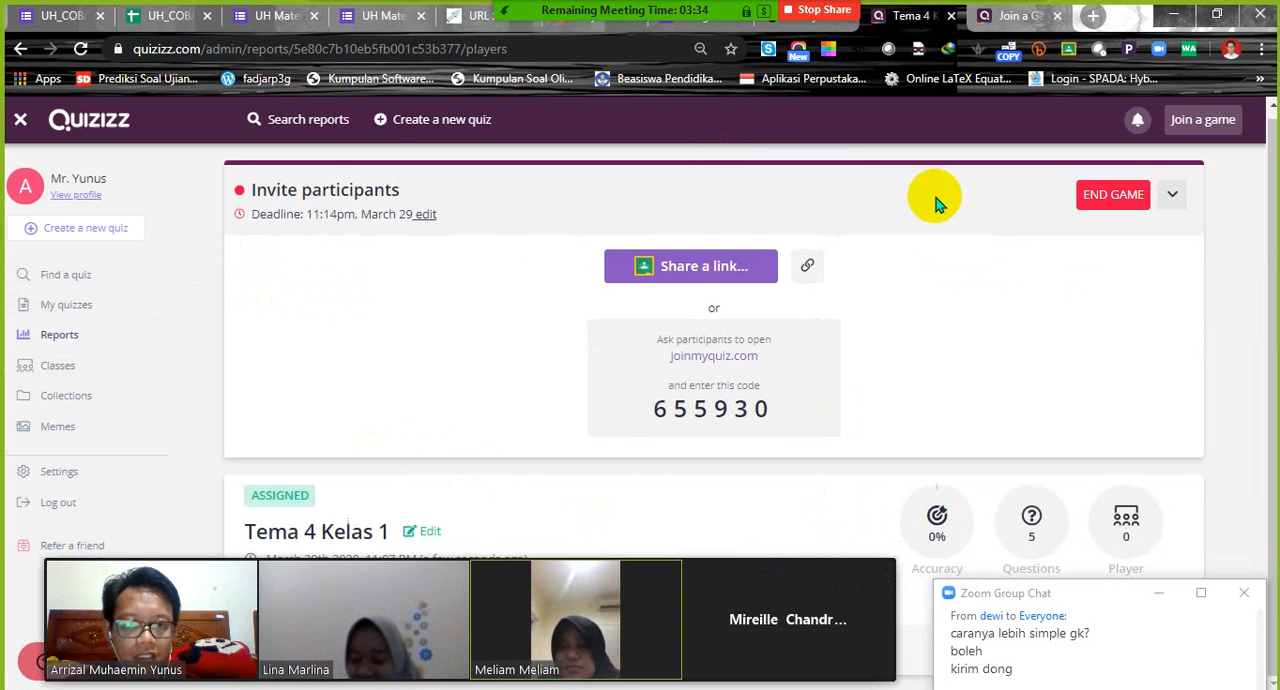 UH_COBA
UH_COBA
UH Mate
UH Mate
URL
Remaining Meeting Time: 03:34
Stop Share
Tema 4 K
Join a Ga
quizizz.com/admin/reports/5e80c7b10eb5fb001c53b377/players
New
COPY
P
WA
Apps
Prediksi Soal Ujian...
fadjarp3g
Kumpulan Software...
Kumpulan Soal Oli...
Beasiswa Pendidika...
Aplikasi Perpustaka...
Online LaTeX Equat...
Login - SPADA: Hyb...
Quizizz
Search reports
Create a new quiz
Join a game
A
Mr. Yunus
View profile
Create a new quiz
Find a quiz
My quizzes
Reports
Classes
Collections
Memes
Settings
Log out
Refer a friend
Invite participants
Deadline: 11:14pm, March 29 edit
END GAME
Share a link...
or
Ask participants to open
joinmyquiz.com
and enter this code
655930
ASSIGNED
Tema 4 Kelas 1
Edit
0%
Accuracy
5
Questions
0
Player
Arrizal Muhaemin Yunus
Lina Marlina
Meliam Meliam
Mireille Chandr...
Zoom Group Chat
From dewi to Everyone:
caranya lebih simple gk?
boleh
kirim dong